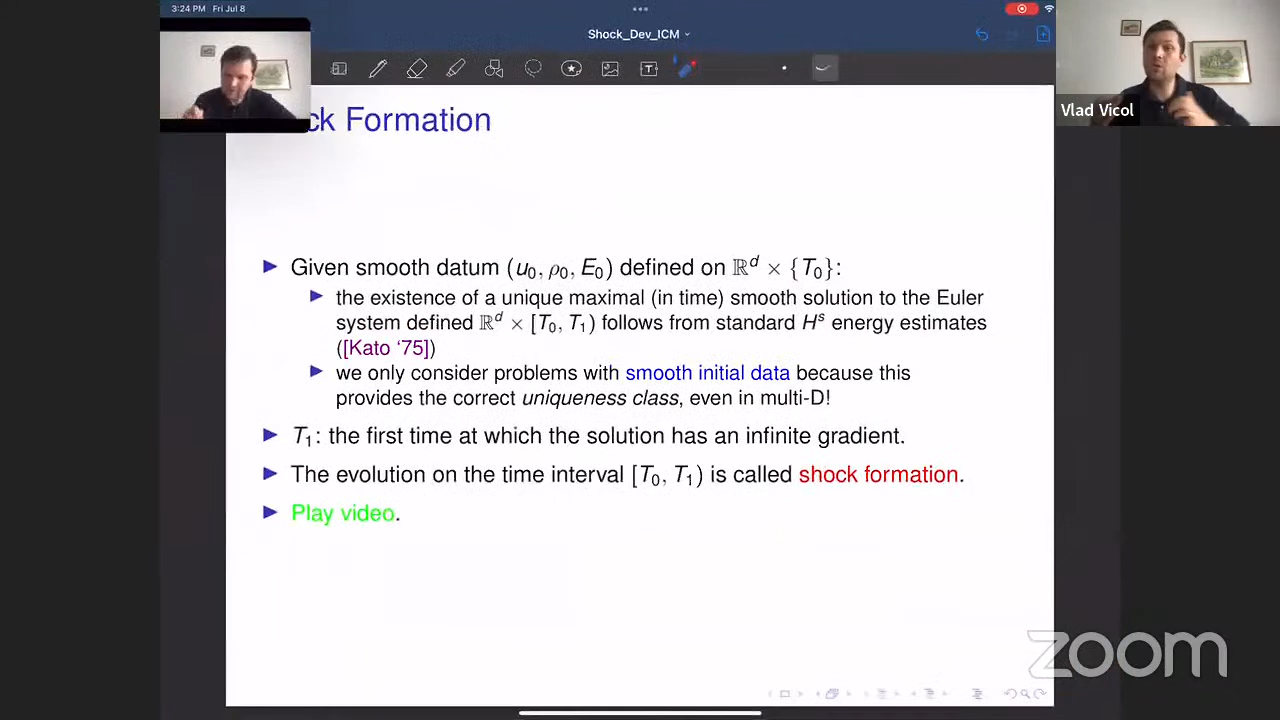 3:24 PM Fri Jul 8
Shock_Dev_ICM
Vlad Vicol
ck Formation
Given smooth datum (u₀, ρ₀, E₀) defined on ℝᵈ × {T₀}:
the existence of a unique maximal (in time) smooth solution to the Euler
system defined ℝᵈ × [T₀, T₁) follows from standard Hˢ energy estimates
([Kato ‘75])
we only consider problems with smooth initial data because this
provides the correct uniqueness class, even in multi-D!
T₁: the first time at which the solution has an infinite gradient.
The evolution on the time interval [T₀, T₁) is called shock formation.
Play video.
zoom